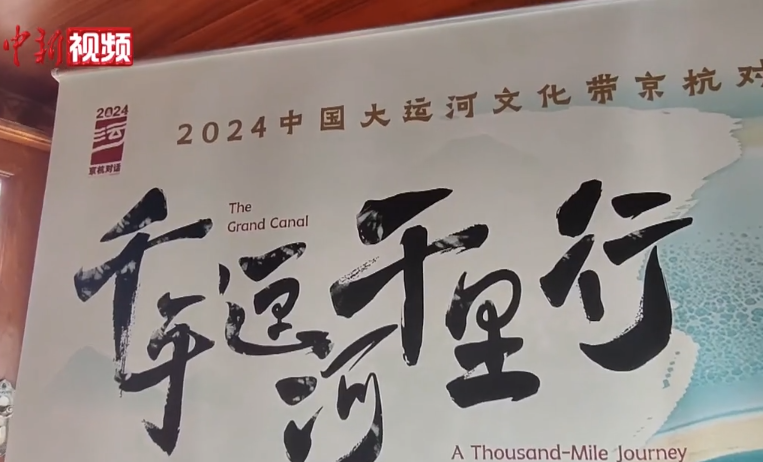 中新视频
2024中国大运河文化带京杭对
2024
运
京杭对话
The
Grand Canal
千年运河千里行
A Thousand-Mile Journey